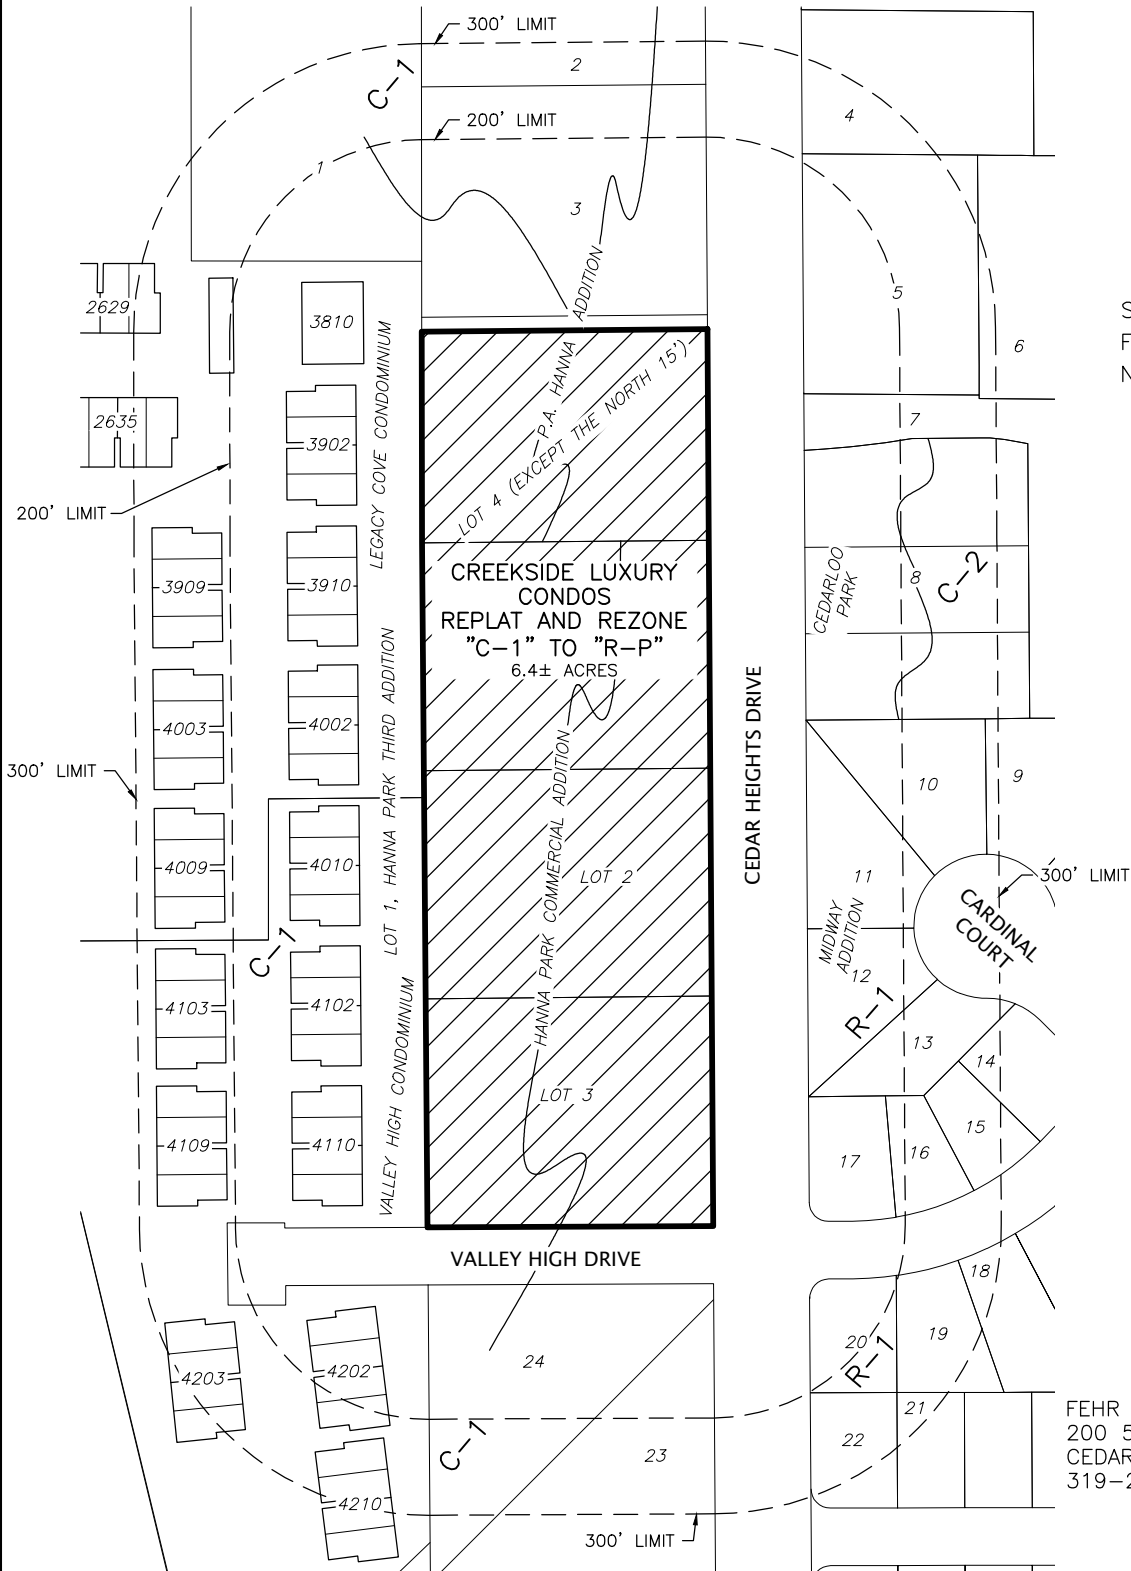 300' LIMIT
C-1
2
200' LIMIT
4
1
3
5
6
P.A. HANNA ADDITION
2629
3810
LEGACY COVE CONDOMINIUM
LOT 4 (EXCEPT THE NORTH 15')
S
F
N
2635
3902
7
200' LIMIT
3909
3910
CREEKSIDE LUXURY
CONDOS
REPLAT AND REZONE
"C-1" TO "R-P"
6.4± ACRES
CEDARLOO
PARK
8
C-2
4003
4002
LOT 1, HANNA PARK THIRD ADDITION
CEDAR HEIGHTS DRIVE
300' LIMIT
10
9
4009
4010
HANNA PARK COMMERCIAL ADDITION
LOT 2
11
300' LIMIT
CARDINAL
COURT
MIDWAY
ADDITION
12
C-1
4103
4102
VALLEY HIGH CONDOMINIUM
R-1
13
14
LOT 3
4109
4110
15
16
17
VALLEY HIGH DRIVE
18
19
20
R-1
4203
4202
24
21
22
C-1
23
4210
300' LIMIT
FEHR
200 5
CEDAR
319-2